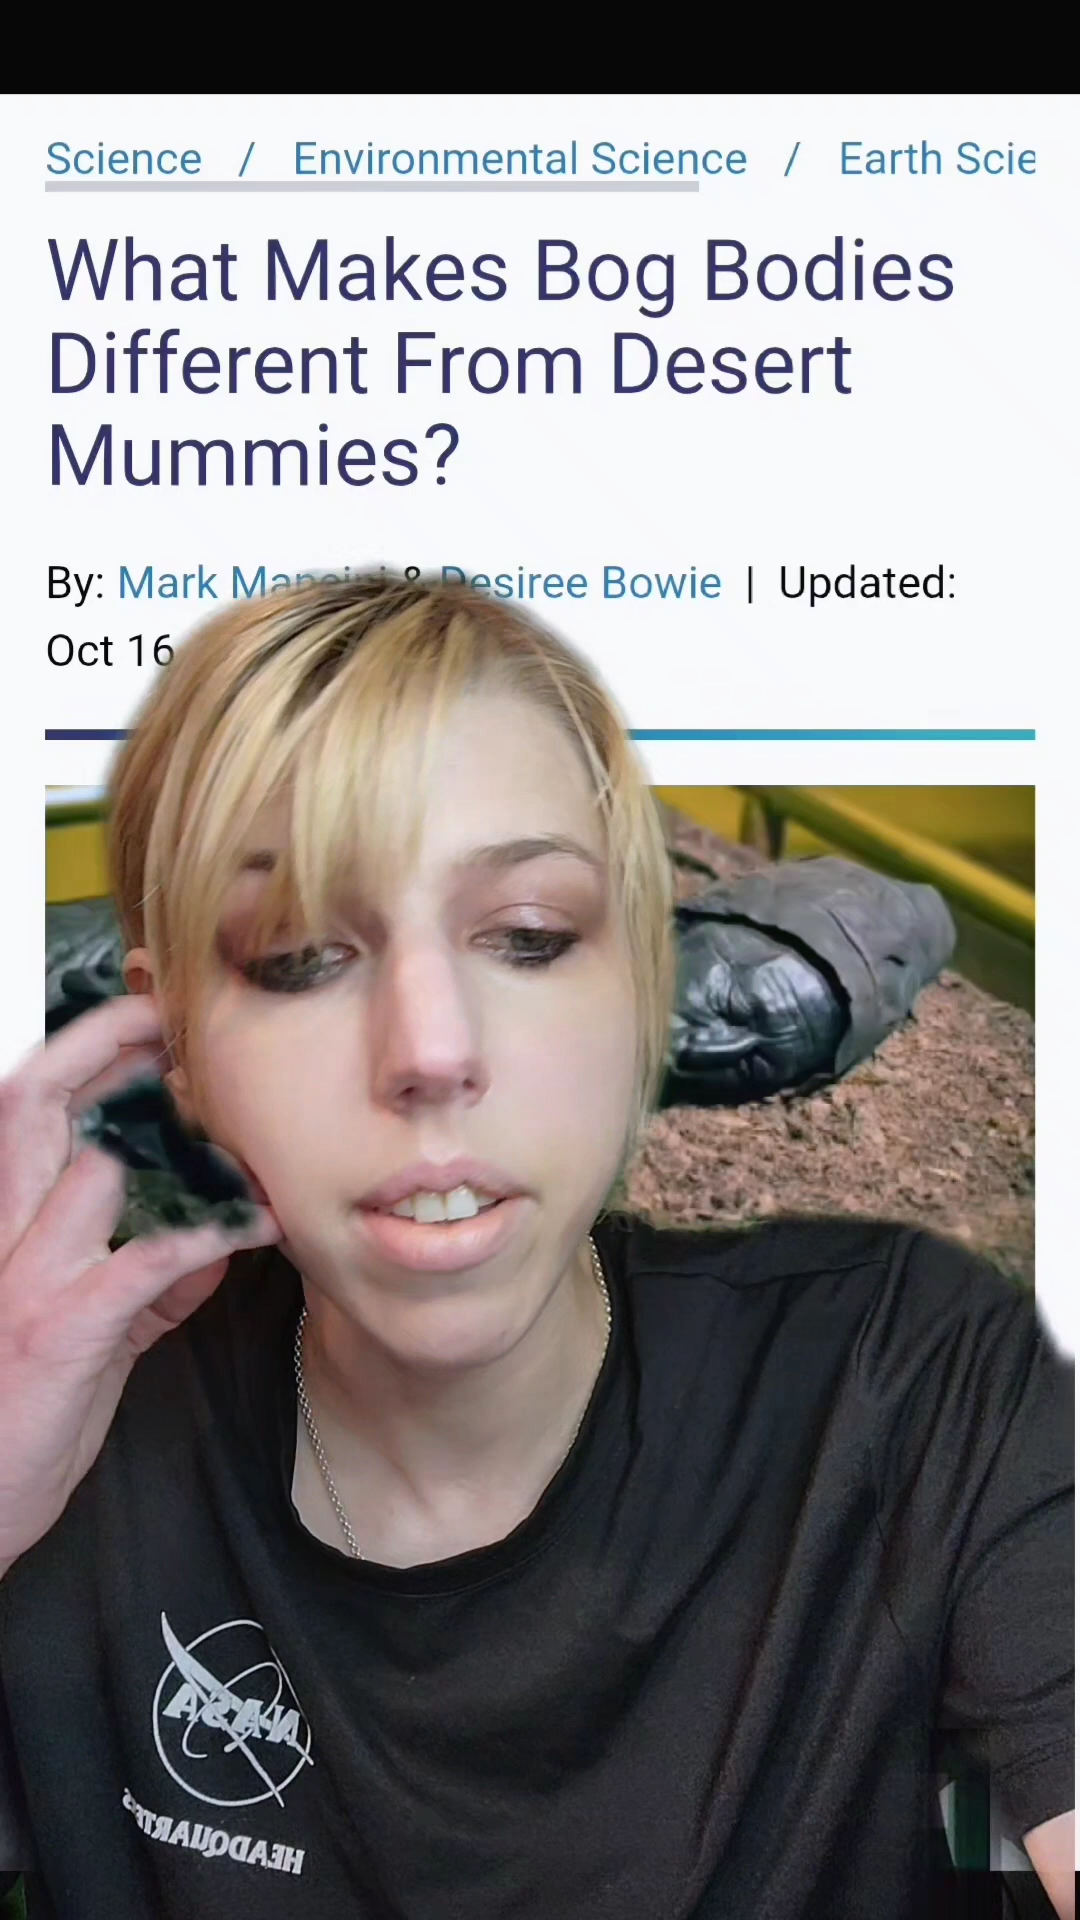 Science / Environmental Science / Earth Scie
What Makes Bog Bodies
Different From Desert
Mummies?
By: Mark Mancini & Desiree Bowie | Updated:
Oct 16
NASA
HEADQUARTERS